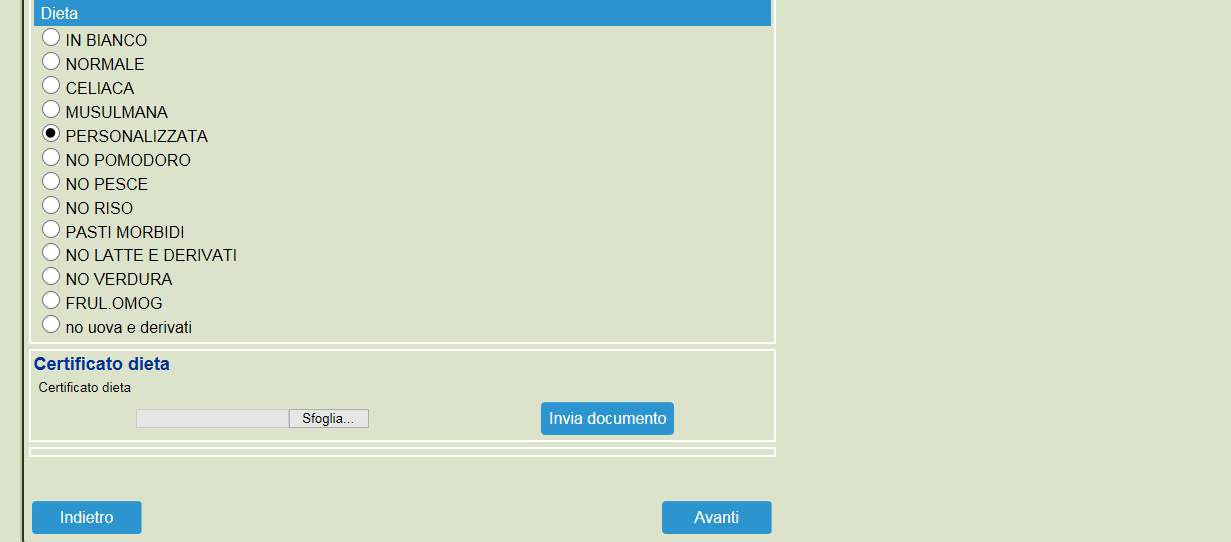 Dieta
IN BIANCO
NORMALE
CELIACA
MUSULMANA
PERSONALIZZATA
NO POMODORO
NO PESCE
NO RISO
PASTI MORBIDI
NO LATTE E DERIVATI
NO VERDURA
FRUL.OMOG
no uova e derivati
Certificato dieta
Certificato dieta
Sfoglia... Invia documento
Indietro Avanti